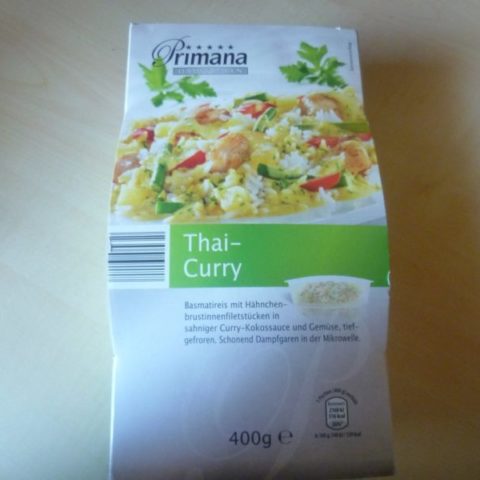 Primana
Thai-
Curry
Basmatireis mit Hähnchen-
brustinnenfiletstücken in
sahniger Curry-Kokossauce und Gemüse, tief-
gefroren. Schonend Dampfgaren in der Mikrowelle.
400g ℮